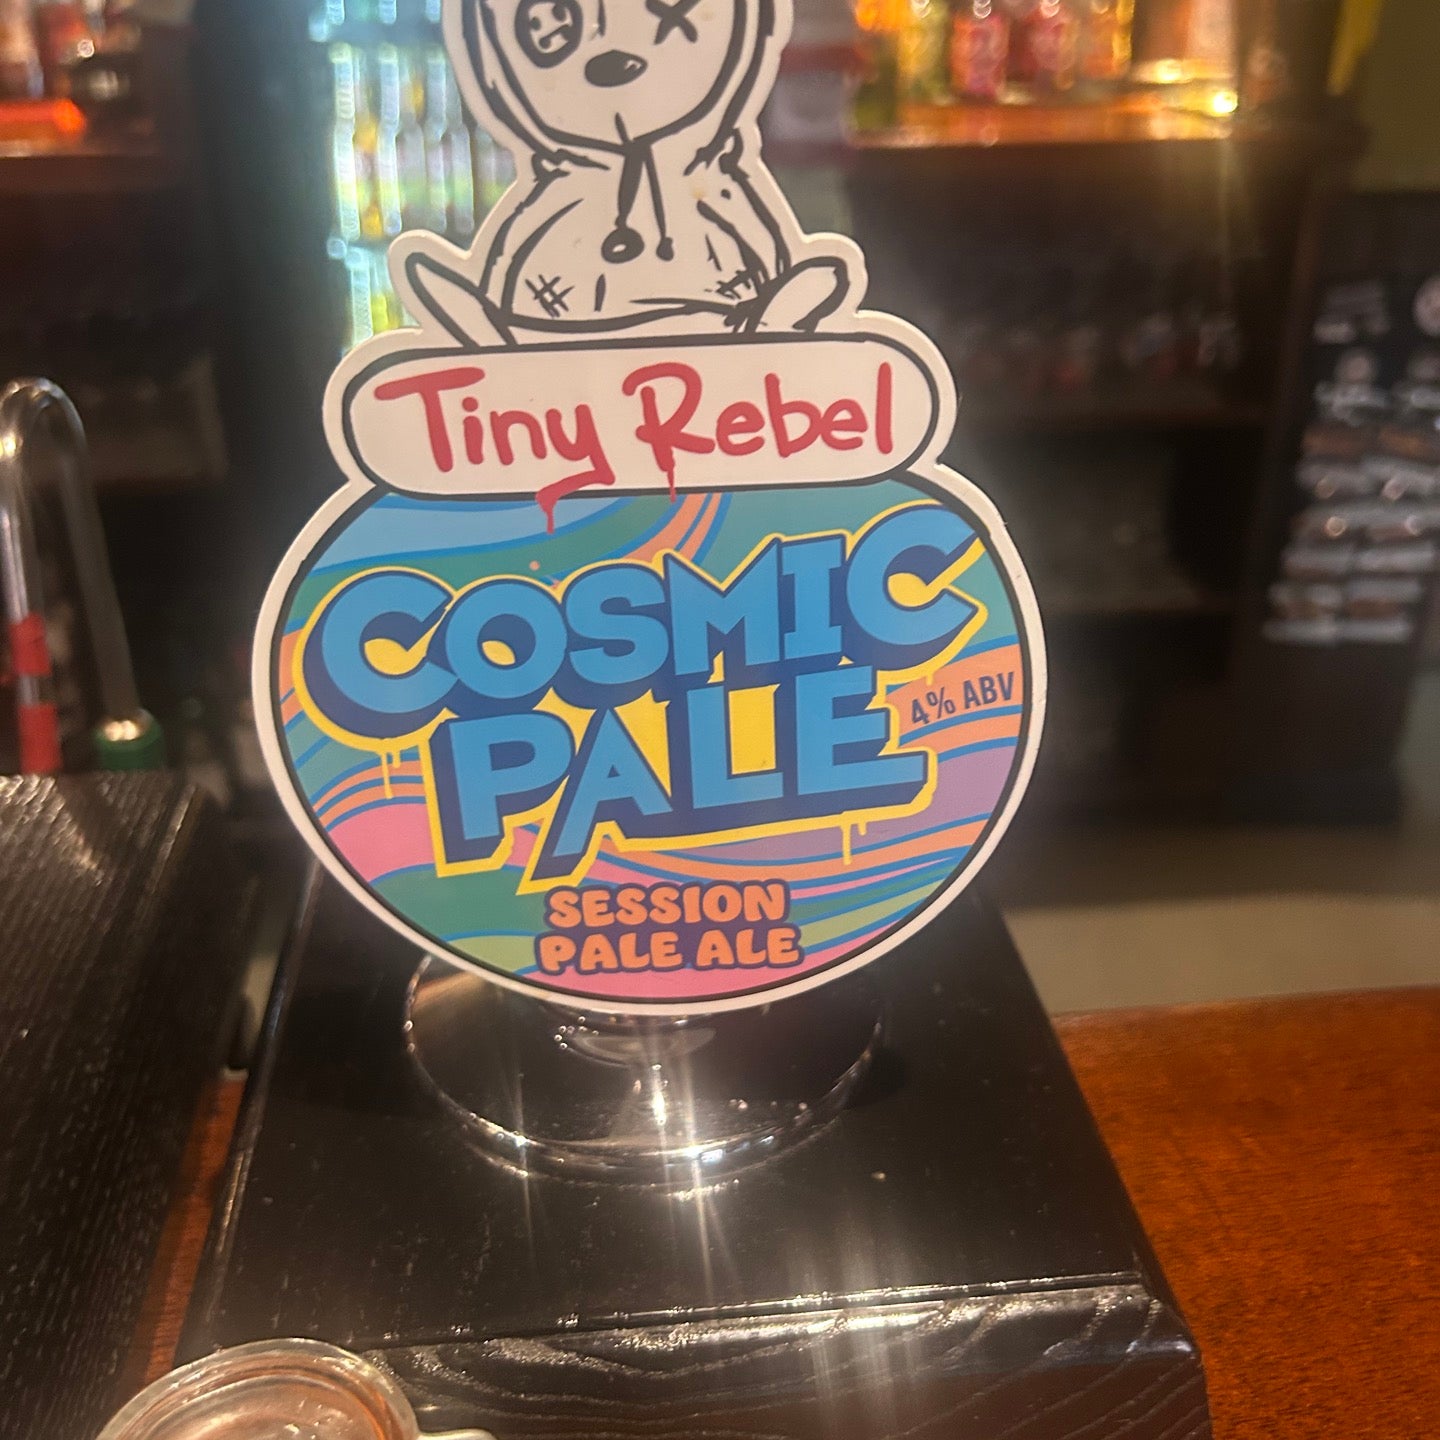 Tiny Rebel
COSMIC
PALE
4% ABV
SESSION
PALE ALE